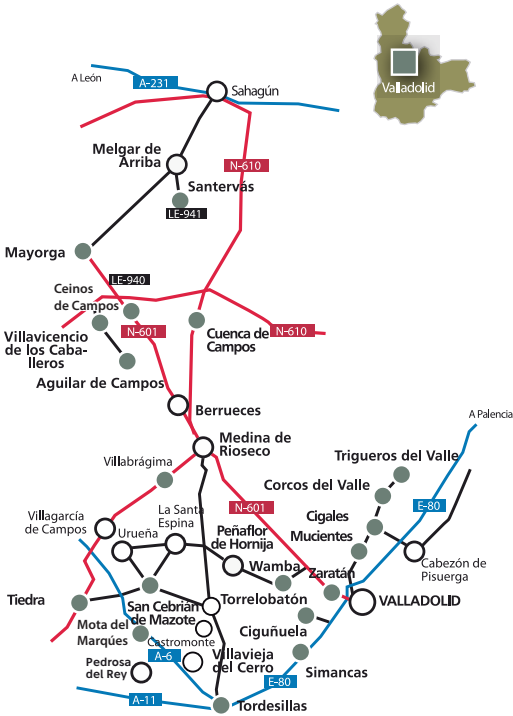 A León
A-231
Sahagún
Valladolid
Melgar de
Arriba
N-610
Santervás
LE-941
Mayorga
LE-940
Ceinos
de Campos
N-601
Villavicencio
de los Caba-
lleros
Cuenca de
Campos
N-610
Aguilar de Campos
Berrueces
A Palencia
Medina de
Rioseco
Trigueros del Valle
Villabrágima
Corcos del Valle
N-601
E-80
La Santa
Espina
Cigales
Villagarcía
de Campos
Urueña
Peñaflor
de Hornija
Mucientes
Cabezón de
Pisuerga
Wamba
Zaratán
Tiedra
San Cebrián
de Mazote
Torrelobatón
VALLADOLID
Mota del
Marqúes
Ciguñuela
Castromonte
A-6
Villavieja
del Cerro
Pedrosa
del Rey
Simancas
E-80
A-11
Tordesillas